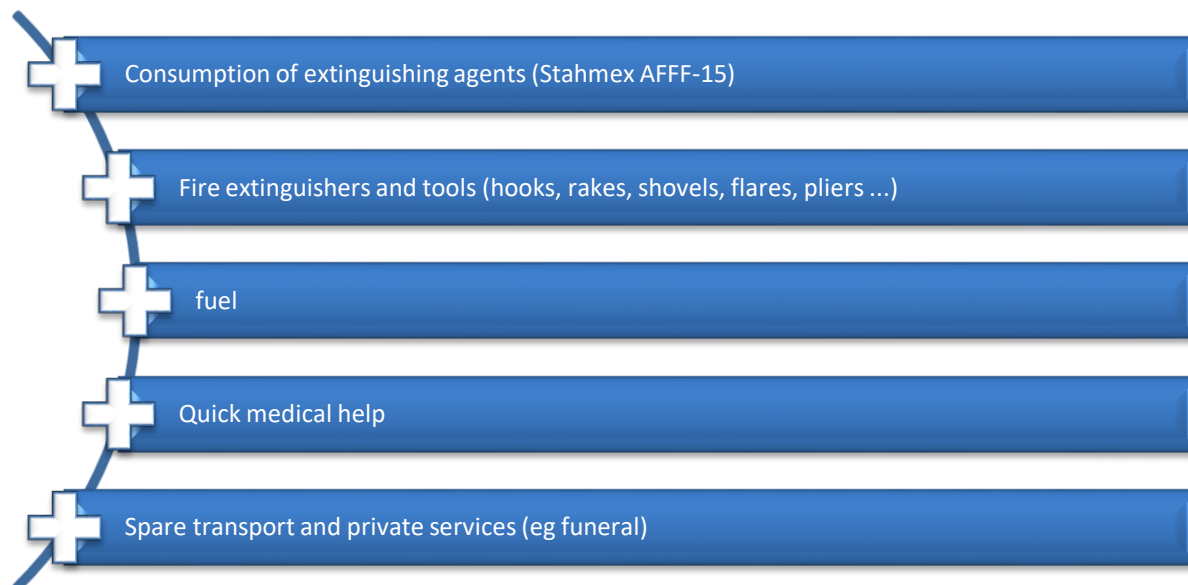 Consumption of extinguishing agents (Stahmex AFFF-15)
Fire extinguishers and tools (hooks, rakes, shovels, flares, pliers ...)
fuel
Quick medical help
Spare transport and private services (eg funeral)